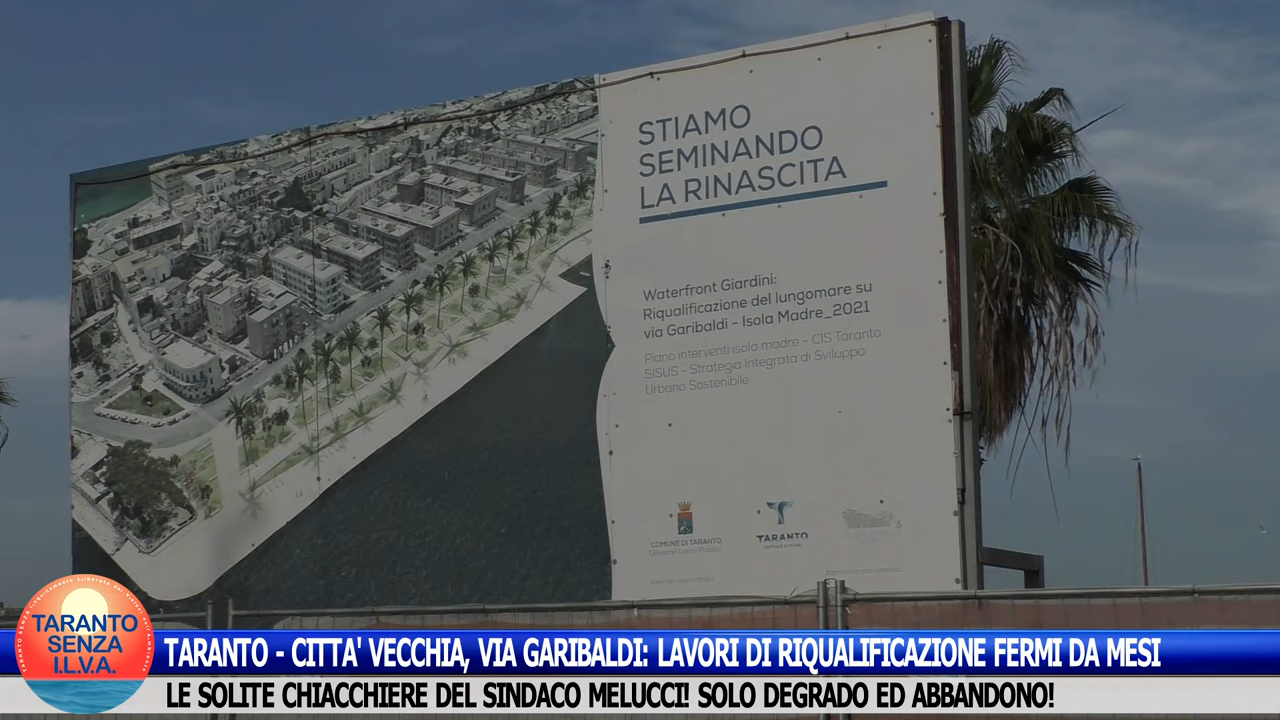 STIAMO
SEMINANDO
LA RINASCITA
Waterfront Giardini:
Riqualificazione del lungomare su
via Garibaldi - Isola Madre_2021
Piano interventi isola madre - CIS Taranto
SISUS - Strategia Integrata di Sviluppo
Urbano Sostenibile
COMUNE DI TARANTO
TARANTO
TARANTO
SENZA
I.L.V.A.
TARANTO - CITTA' VECCHIA, VIA GARIBALDI: LAVORI DI RIQUALIFICAZIONE FERMI DA MESI
LE SOLITE CHIACCHIERE DEL SINDACO MELUCCI! SOLO DEGRADO ED ABBANDONO!